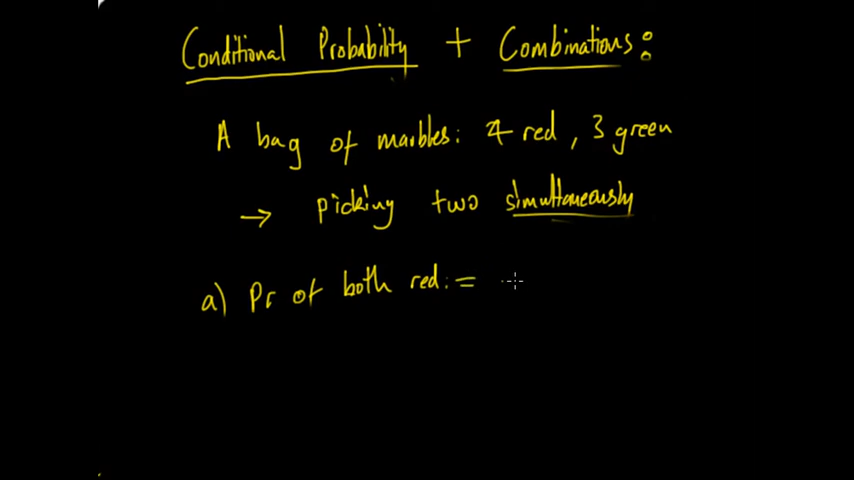 Conditional Probability + Combinations:
A bag of marbles: 4 red, 3 green
→ picking two simultaneously
a) Pr of both red: =